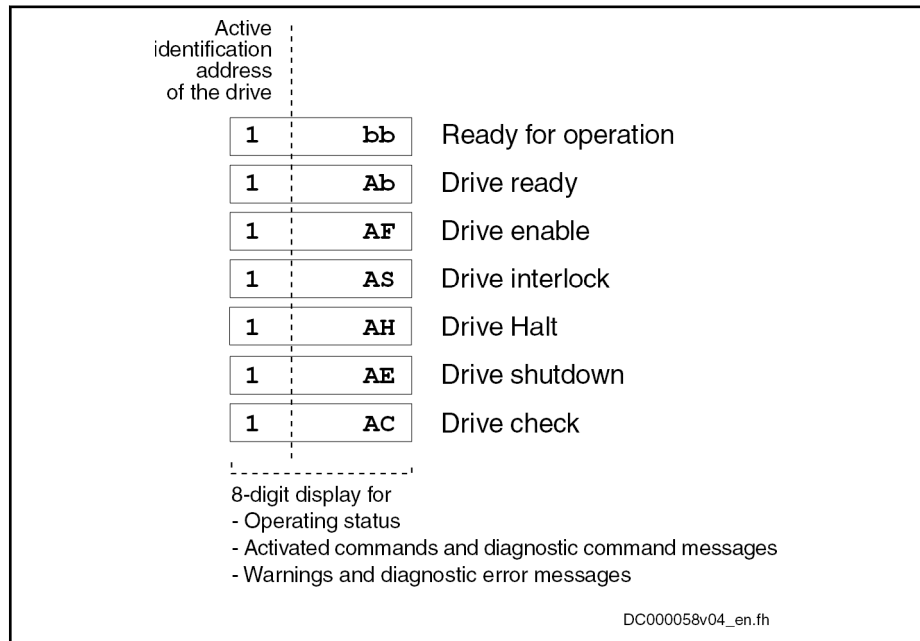 Active
identification
address
of the drive
1 bb Ready for operation
1 Ab Drive ready
1 AF Drive enable
1 AS Drive interlock
1 AH Drive Halt
1 AE Drive shutdown
1 AC Drive check
8-digit display for
- Operating status
- Activated commands and diagnostic command messages
- Warnings and diagnostic error messages
DC000058v04_en.fh